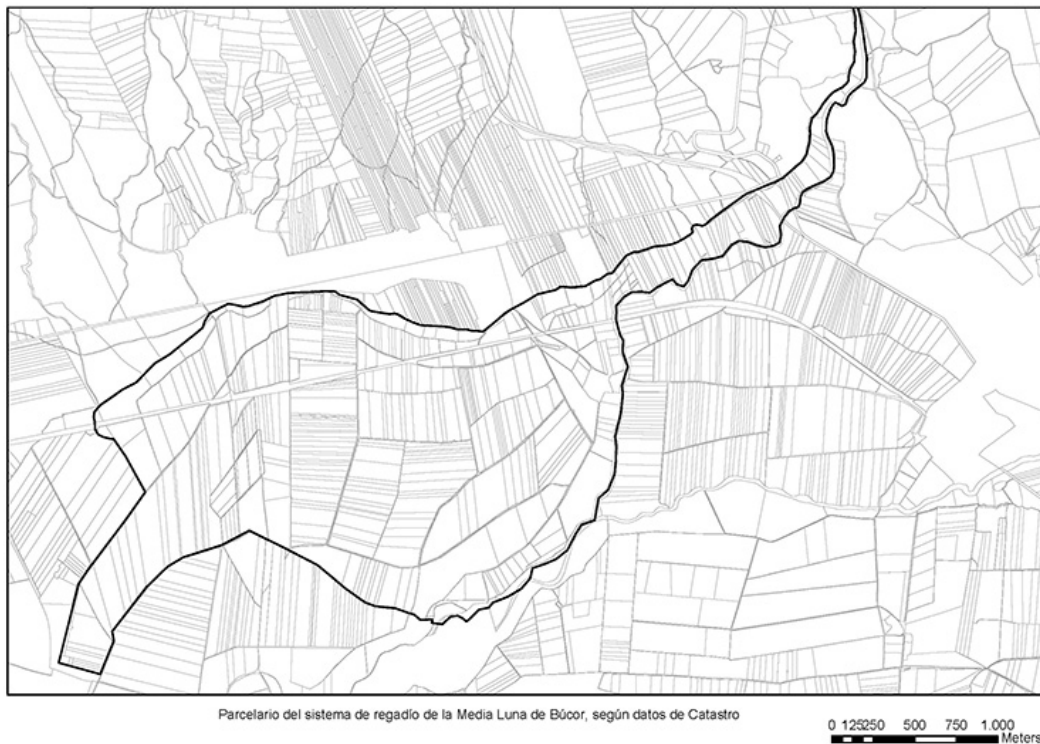 Parcelario del sistema de regadío de la Media Luna de Búcor, según datos de Catastro
0 125250 500 750 1.000
Meters